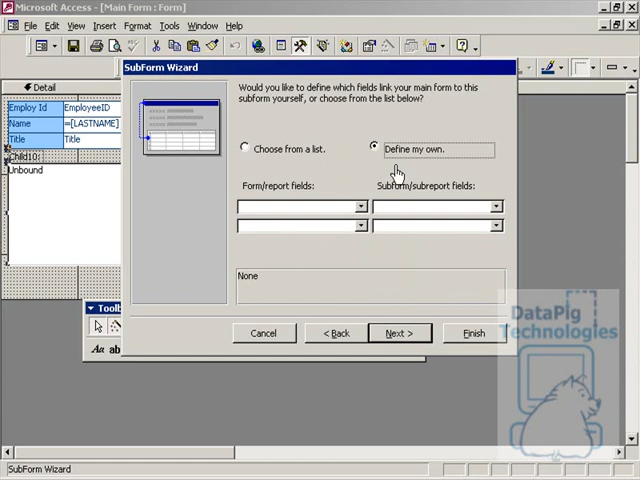 Microsoft Access - [Main Form : Form]
File Edit View Insert Format Tools Window Help
Detail
Employ Id EmployeeID
Name =[LASTNAME]
Title Title
Child10:
Unbound
SubForm Wizard
Would you like to define which fields link your main form to this
subform yourself, or choose from the list below?
Choose from a list. Define my own.
Form/report fields: Subform/subreport fields:
None
Cancel < Back Next > Finish
Toolb
Aa ab
DataPig
Technologies
SubForm Wizard